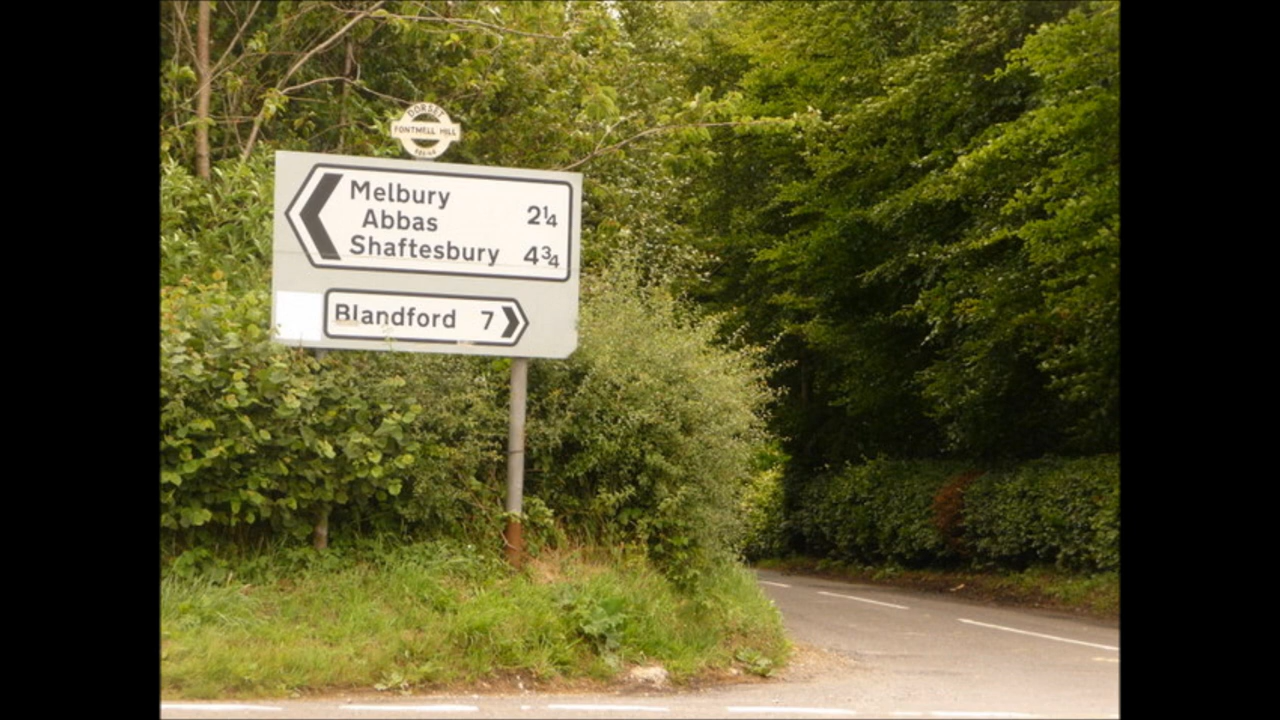 DORSET
FONTMELL HILL
Melbury
Abbas 2¼
Shaftesbury 4¾
Blandford 7